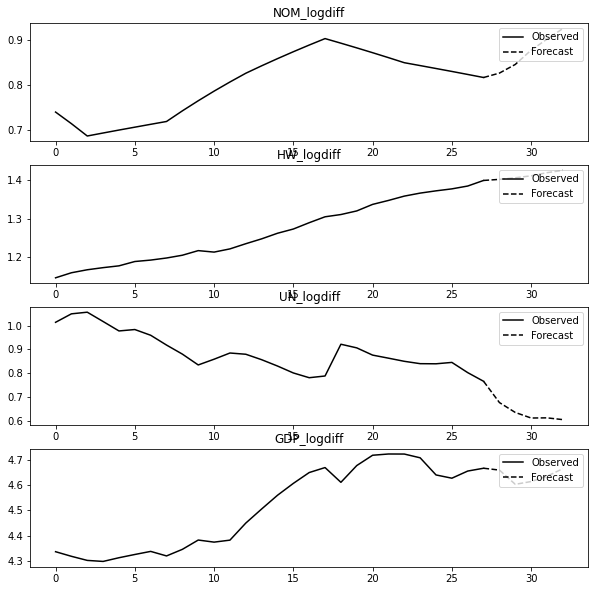 NOM_logdiff
0.9
0.8
0.7
Observed
Forecast
0 5 10 15 20 25 30
HW_logdiff
1.4
1.3
1.2
Observed
Forecast
0 5 10 15 20 25 30
UN_logdiff
1.0
0.9
0.8
0.7
0.6
Observed
Forecast
0 5 10 15 20 25 30
GDP_logdiff
4.7
4.6
4.5
4.4
4.3
Observed
Forecast
0 5 10 15 20 25 30